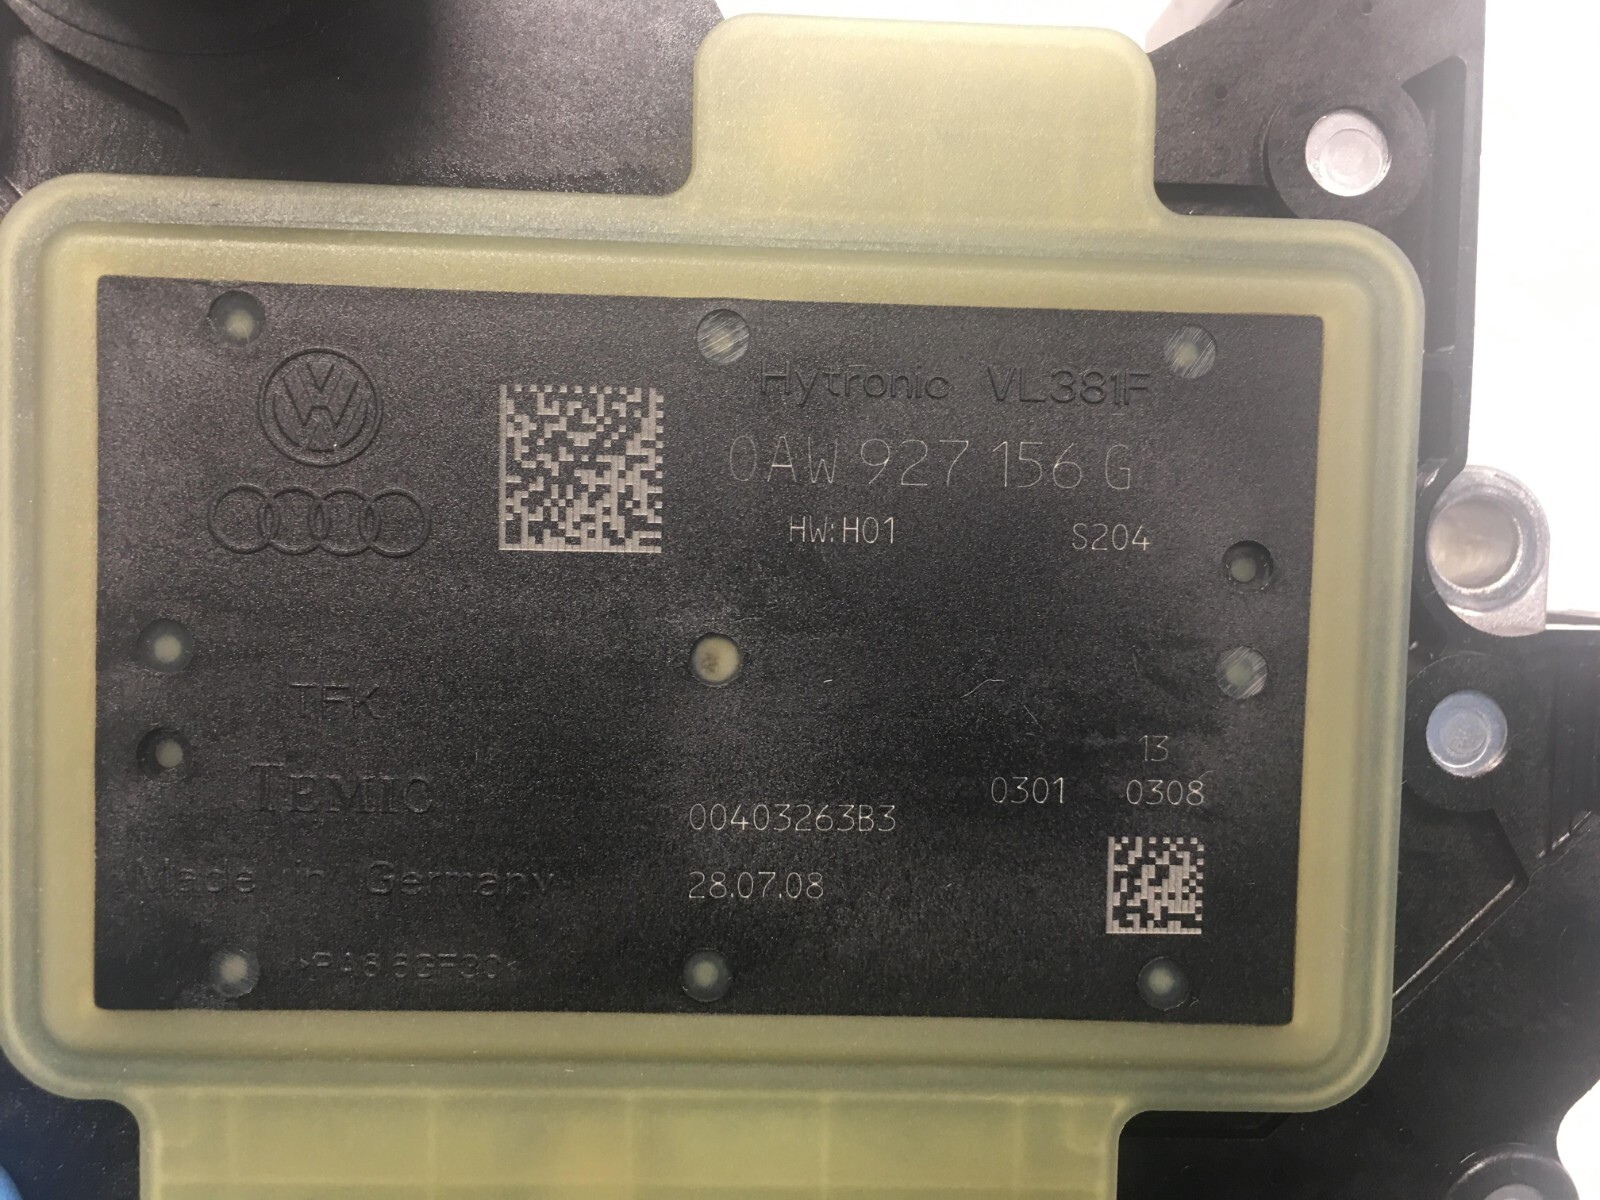 Hytronic VL381F
0AW 927 156 G
HW:H01 S204
TFK
TEMIC
13
0301 0308
00403263B3
Made in Germany
28.07.08
>PA66GF30<